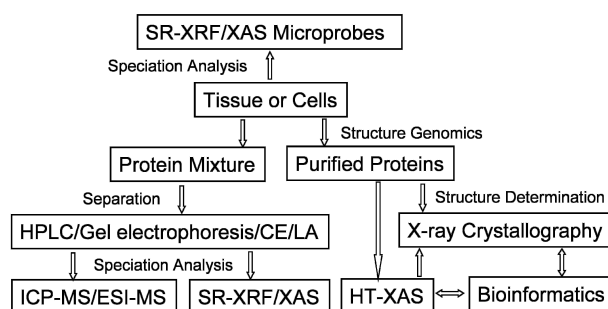 SR-XRF/XAS Microprobes
Speciation Analysis
Tissue or Cells
Structure Genomics
Protein Mixture
Purified Proteins
Separation
Structure Determination
HPLC/Gel electrophoresis/CE/LA
X-ray Crystallography
Speciation Analysis
ICP-MS/ESI-MS
SR-XRF/XAS
HT-XAS
Bioinformatics